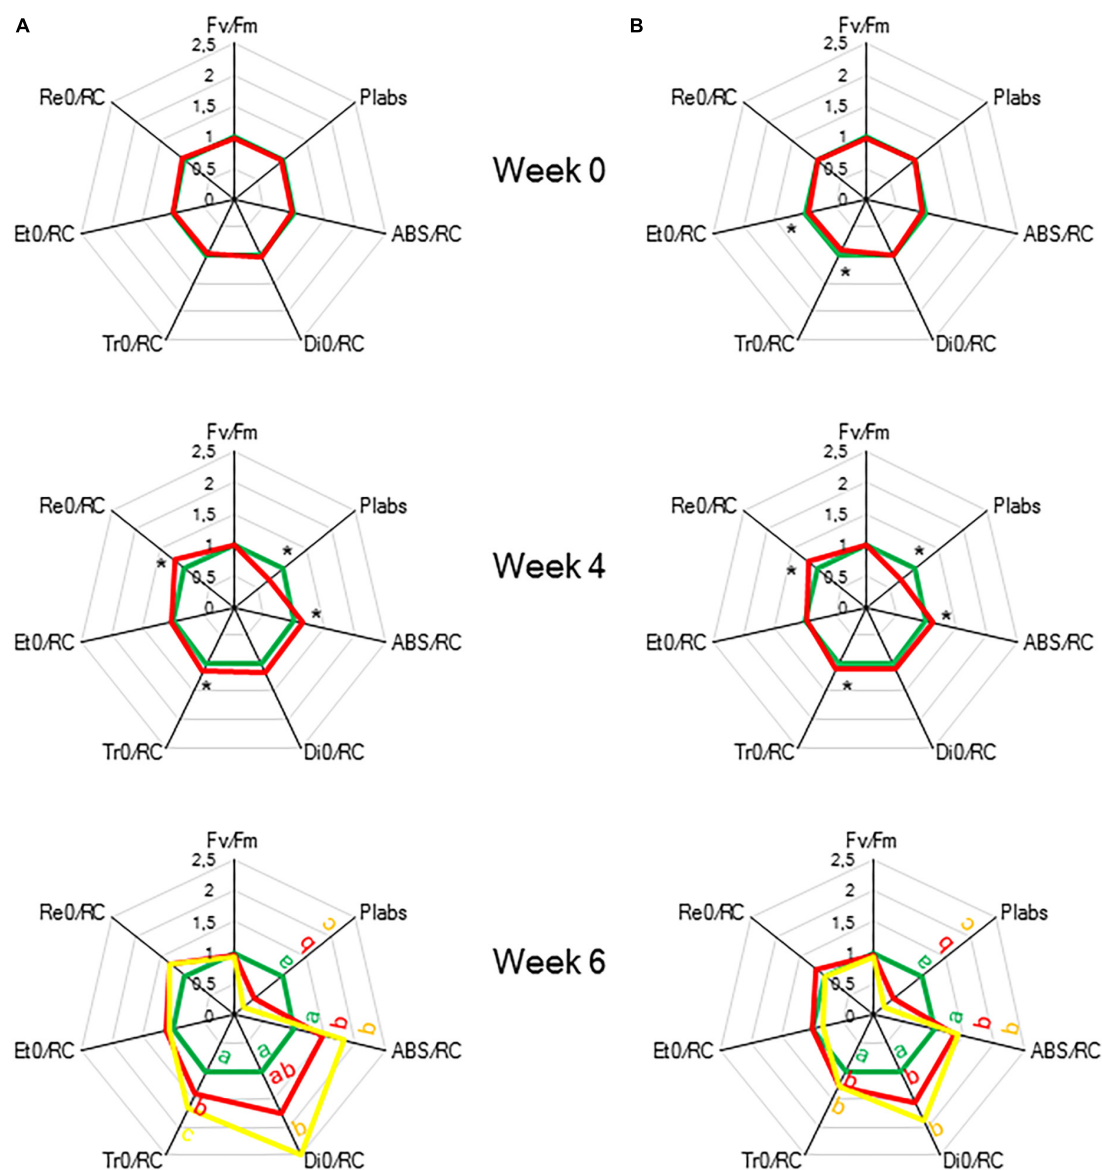 A
B
Fv/Fm
Fv/Fm
2,5
2,5
2
2
Re0/RC
PIabs
Re0/RC
PIabs
1,5
1,5
1
1
Week 0
0,5
0,5
0
0
Et0/RC
*
ABS/RC
Et0/RC
ABS/RC
*
Tr0/RC
Di0/RC
Tr0/RC
Di0/RC
Fv/Fm
Fv/Fm
2,5
2,5
2
2
Re0/RC
PIabs
Re0/RC
PIabs
1,5
1,5
1
*
1
*
*
*
Week 4
0,5
0,5
0
*
0
*
Et0/RC
ABS/RC
Et0/RC
ABS/RC
*
*
Tr0/RC
Di0/RC
Tr0/RC
Di0/RC
Fv/Fm
Fv/Fm
2,5
2,5
2
2
Re0/RC
c
PIabs
Re0/RC
c
PIabs
1,5
b
1,5
b
1
a
1
a
Week 6
0,5
0,5
0
a
b
b
0
a
b
b
Et0/RC
ABS/RC
Et0/RC
ABS/RC
a
a
a
a
ab
b
b
b
b
b
c
b
b
Tr0/RC
Di0/RC
Tr0/RC
Di0/RC